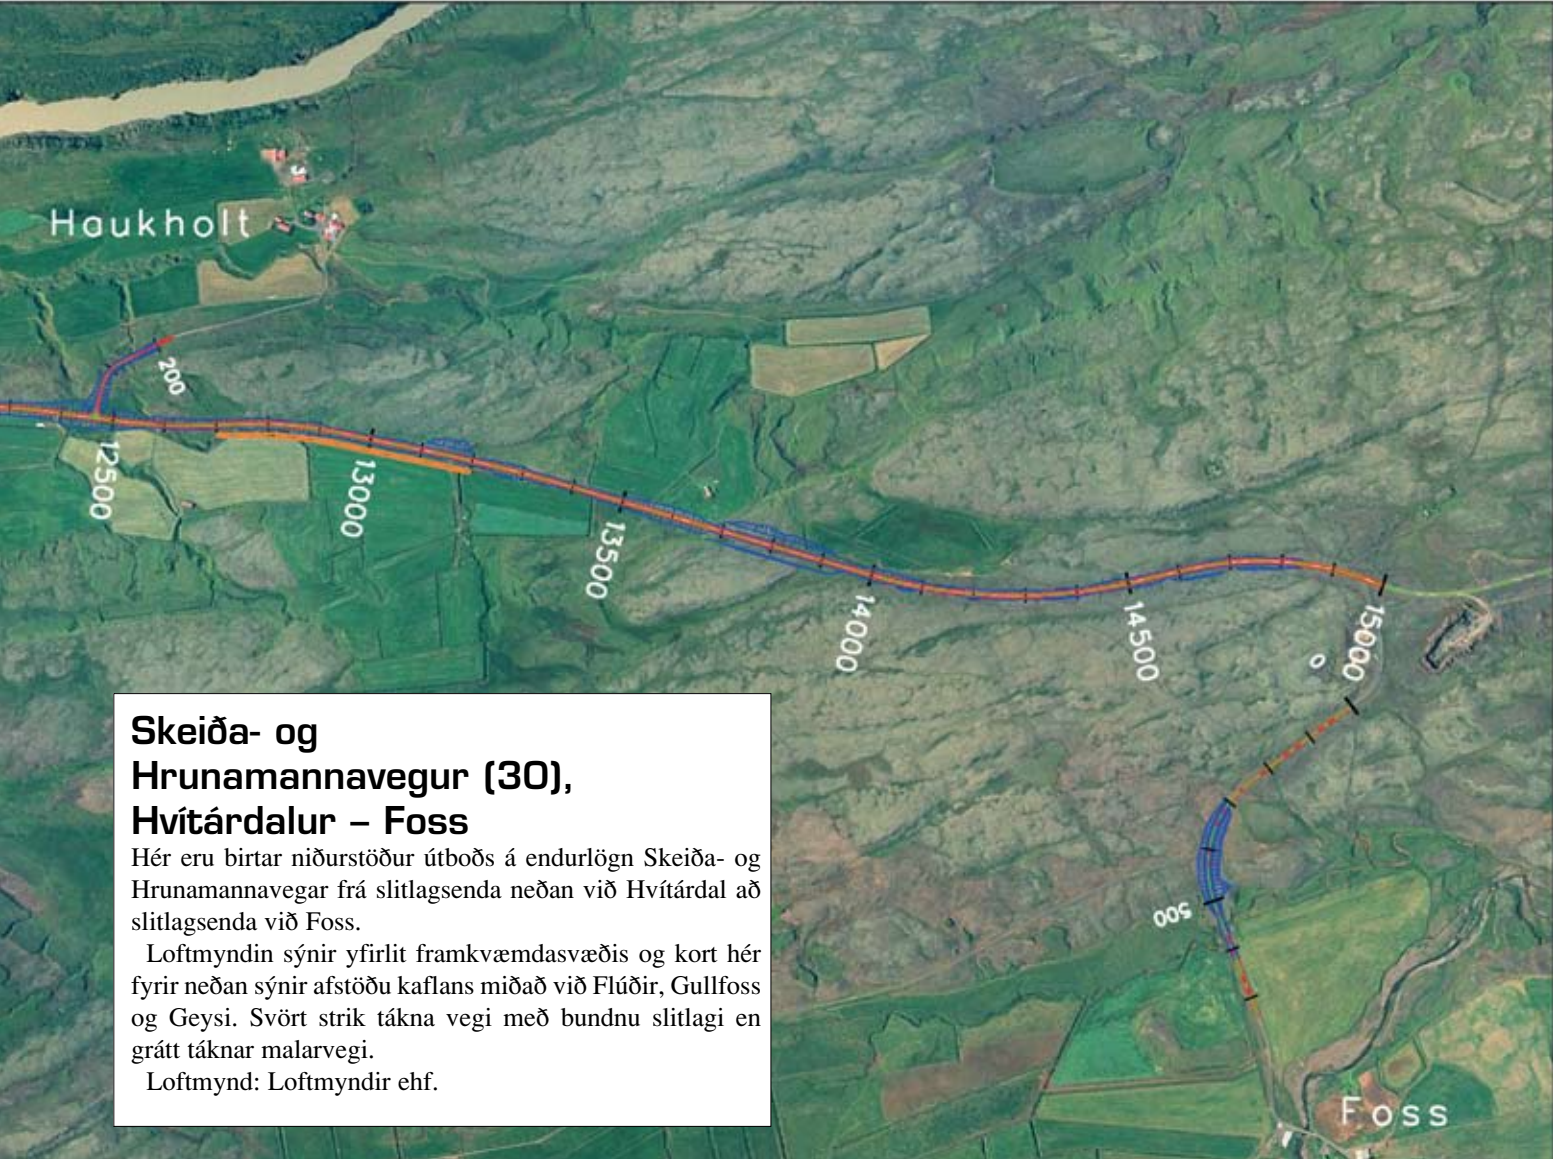 Haukholt
200
12500
13000
13500
14000
14500
15000
0
500
Foss
Skeiða- og
Hrunamannavegur (30),
Hvítárdalur – Foss
Hér eru birtar niðurstöður útboðs á endurlögn Skeiða- og
Hrunamannavegar frá slitlagsenda neðan við Hvítárdal að
slitlagsenda við Foss.
Loftmyndin sýnir yfirlit framkvæmdasvæðis og kort hér
fyrir neðan sýnir afstöðu kaflans miðað við Flúðir, Gullfoss
og Geysi. Svört strik tákna vegi með bundnu slitlagi en
grátt táknar malarvegi.
Loftmynd: Loftmyndir ehf.